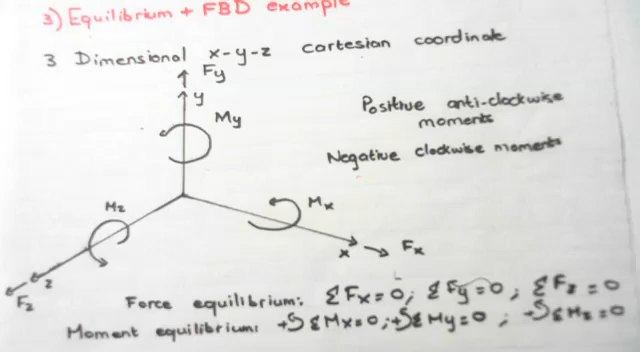 3) Equilibrium + FBD example
3 Dimensional x-y-z cartesian coordinate
Fy
y
My
Positive anti-clockwise
moments
Negative clockwise moments
Mz
Mx
x
Fx
z
Fz
Force equilibrium: ΣFx=0; ΣFy=0; ΣFz=0
Moment equilibrium: +↺ΣMx=0; +↺ΣMy=0; +↺ΣMz=0